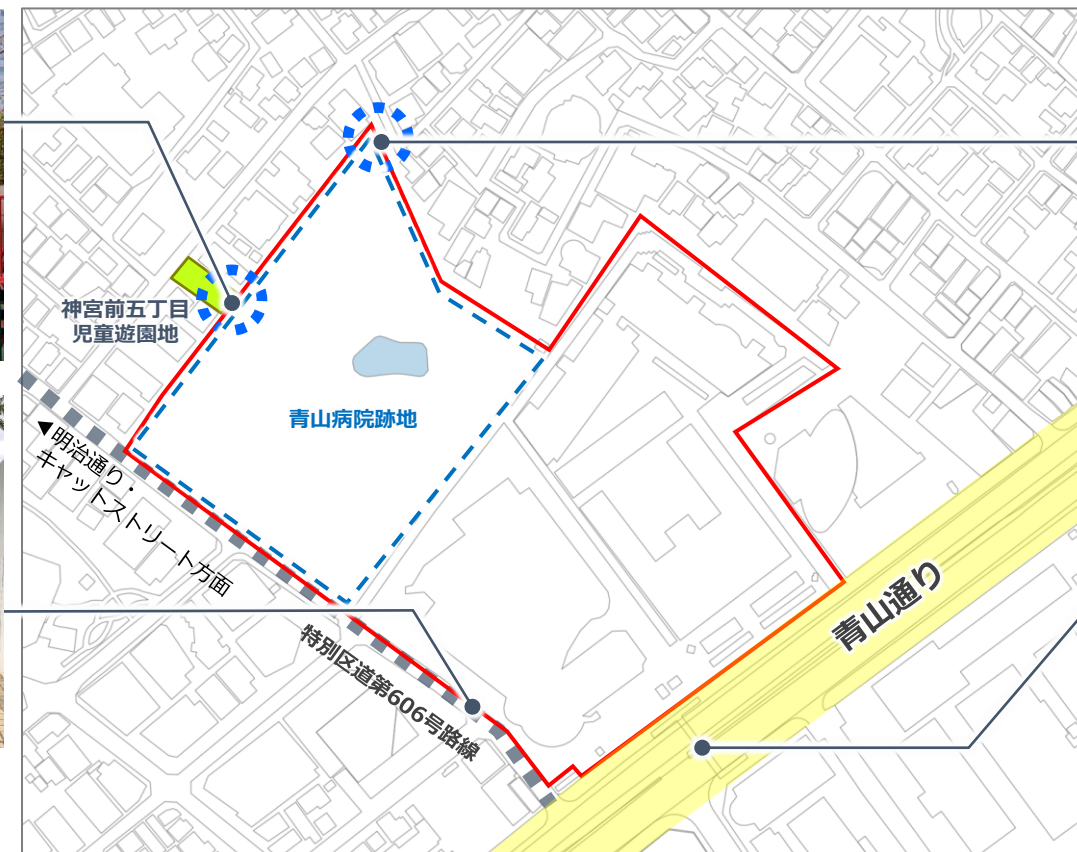 神宮前五丁目
児童遊園地
青山病院跡地
▼明治通り・
キャットストリート方面
特別区道第606号路線
青山通り